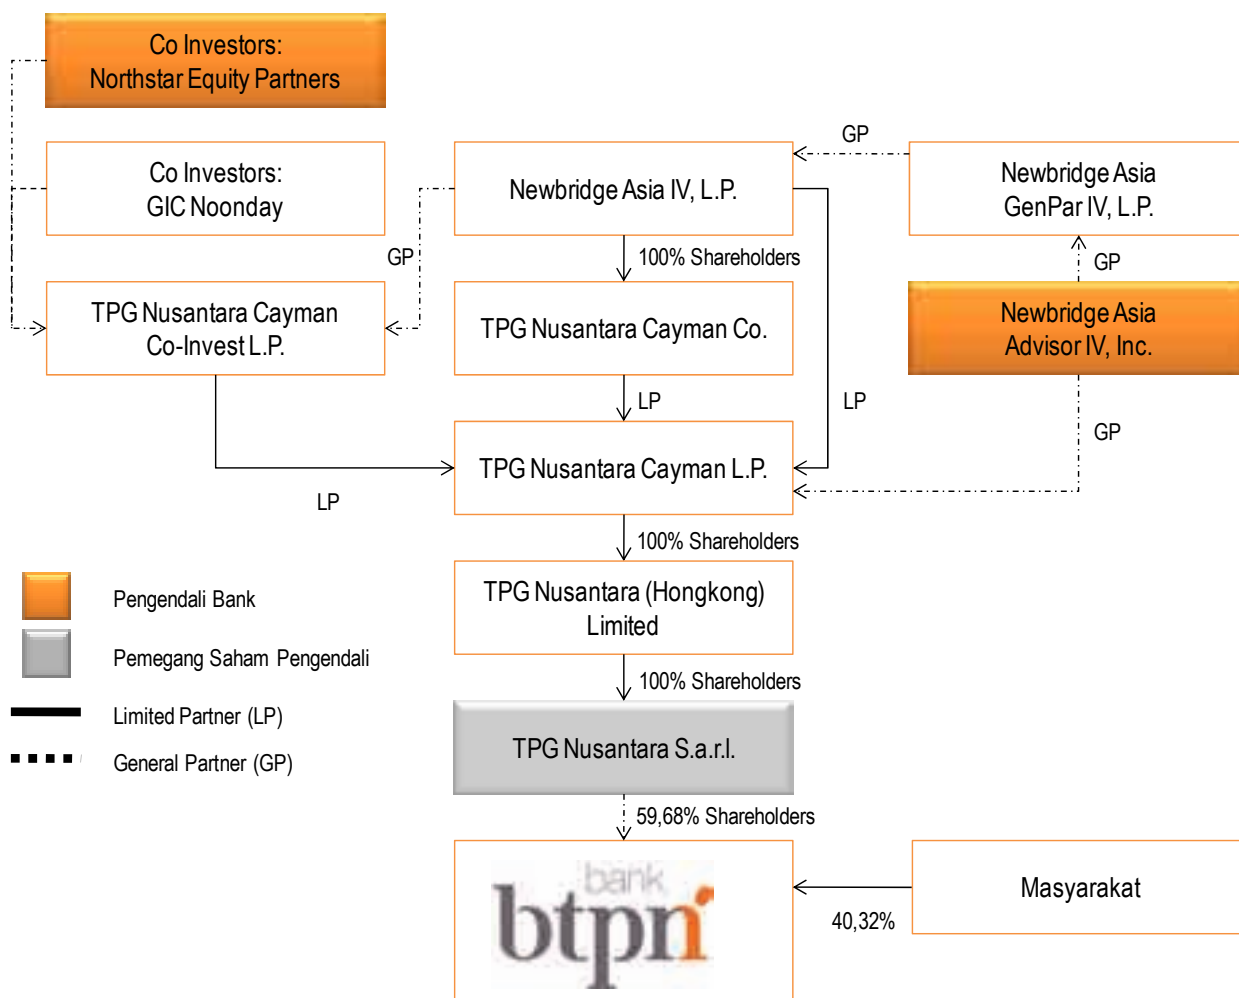 Co Investors:
Northstar Equity Partners
Co Investors:
GIC Noonday
Newbridge Asia IV, L.P.
GP
Newbridge Asia
GenPar IV, L.P.
GP
100% Shareholders
GP
TPG Nusantara Cayman
Co-Invest L.P.
TPG Nusantara Cayman Co.
Newbridge Asia
Advisor IV, Inc.
LP
LP
GP
TPG Nusantara Cayman L.P.
LP
100% Shareholders
TPG Nusantara (Hongkong)
Limited
100% Shareholders
TPG Nusantara S.a.r.l.
Pengendali Bank
Pemegang Saham Pengendali
Limited Partner (LP)
General Partner (GP)
59,68% Shareholders
bank
btpn
Masyarakat
40,32%